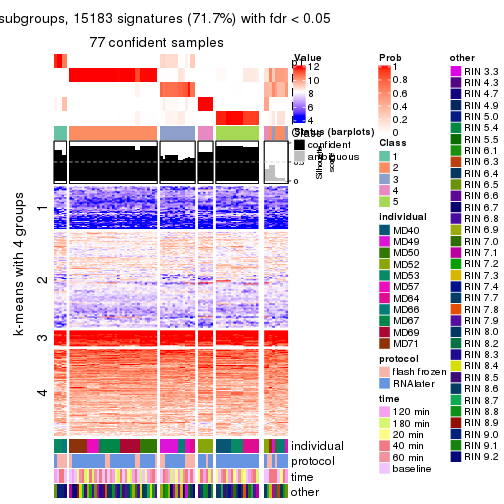 subgroups, 15183 signatures (71.7%) with fdr < 0.05
77 confident samples
k-means with 4 groups
1
2
3
4
individual
protocol
time
other
Value
12
10
8
6
4
Status (barplots)
confident
ambiguous
Silhouette
score
0
Prob
1
0.8
0.6
0.4
0.2
0
Class
1
2
3
4
5
individual
MD40
MD49
MD50
MD52
MD53
MD57
MD64
MD66
MD67
MD69
MD71
protocol
flash frozen
RNAlater
time
120 min
180 min
20 min
40 min
60 min
baseline
other
RIN 3.3
RIN 4.3
RIN 4.7
RIN 4.9
RIN 5.0
RIN 5.4
RIN 5.5
RIN 6.1
RIN 6.3
RIN 6.4
RIN 6.5
RIN 6.6
RIN 6.7
RIN 6.8
RIN 6.9
RIN 7.0
RIN 7.1
RIN 7.2
RIN 7.3
RIN 7.4
RIN 7.7
RIN 7.8
RIN 7.9
RIN 8.0
RIN 8.2
RIN 8.3
RIN 8.4
RIN 8.5
RIN 8.6
RIN 8.7
RIN 8.8
RIN 8.9
RIN 9.0
RIN 9.1
RIN 9.2